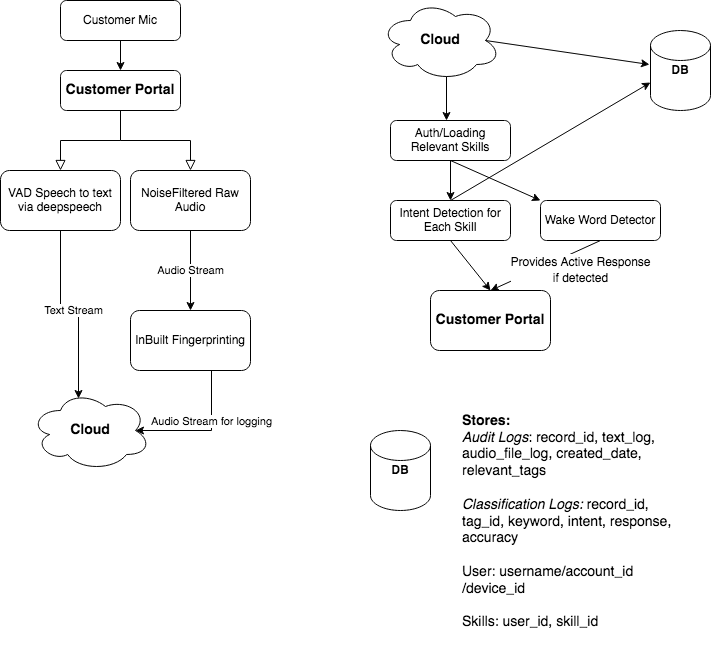 Customer Mic
Customer Portal
VAD Speech to text
via deepspeech
NoiseFiltered Raw
Audio
Audio Stream
Text Stream
InBuilt Fingerprinting
Cloud
Audio Stream for logging
Cloud
DB
Auth/Loading
Relevant Skills
Intent Detection for
Each Skill
Wake Word Detector
Provides Active Response
if detected
Customer Portal
DB
Stores:
Audit Logs: record_id, text_log,
audio_file_log, created_date,
relevant_tags
Classification Logs: record_id,
tag_id, keyword, intent, response,
accuracy
User: username/account_id
/device_id
Skills: user_id, skill_id